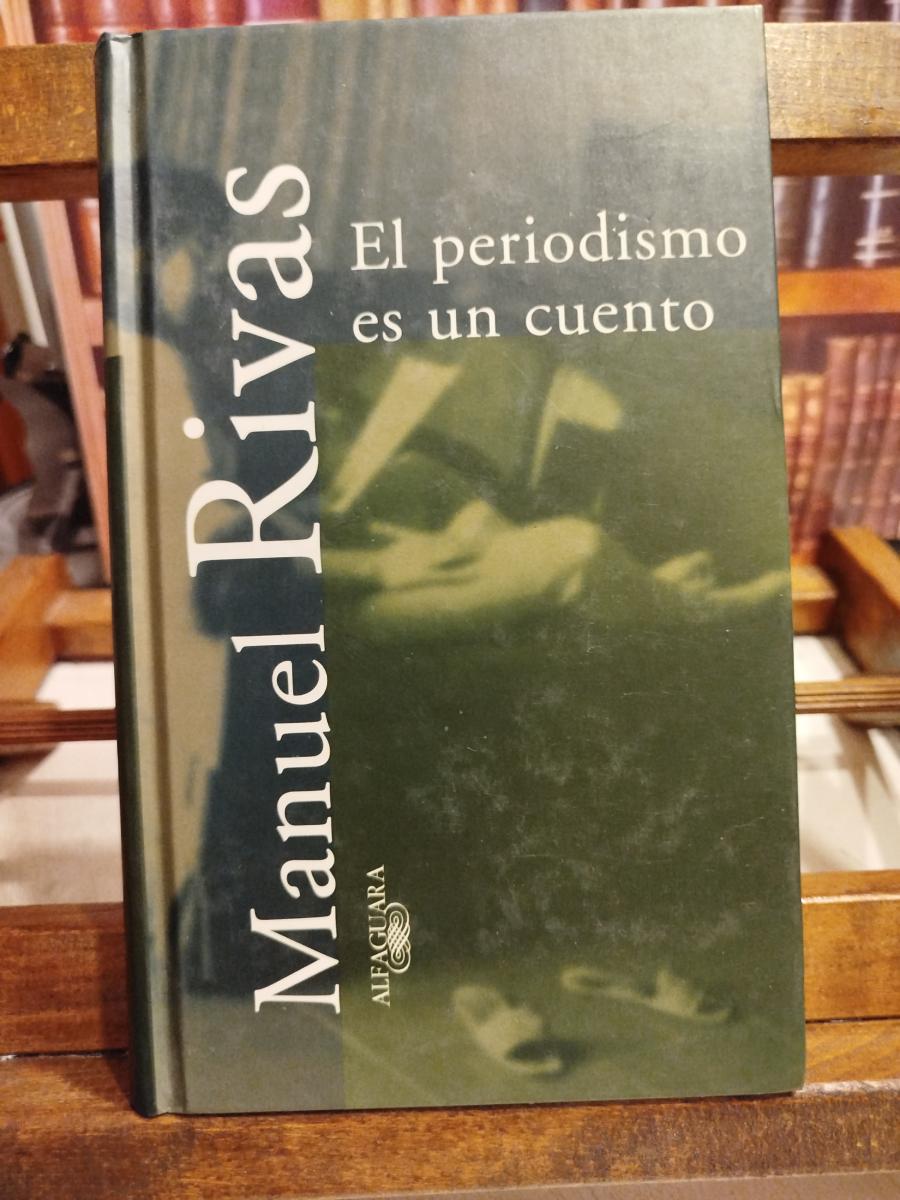 Manuel Rivas
El periodismo
es un cuento
ALFAGUARA